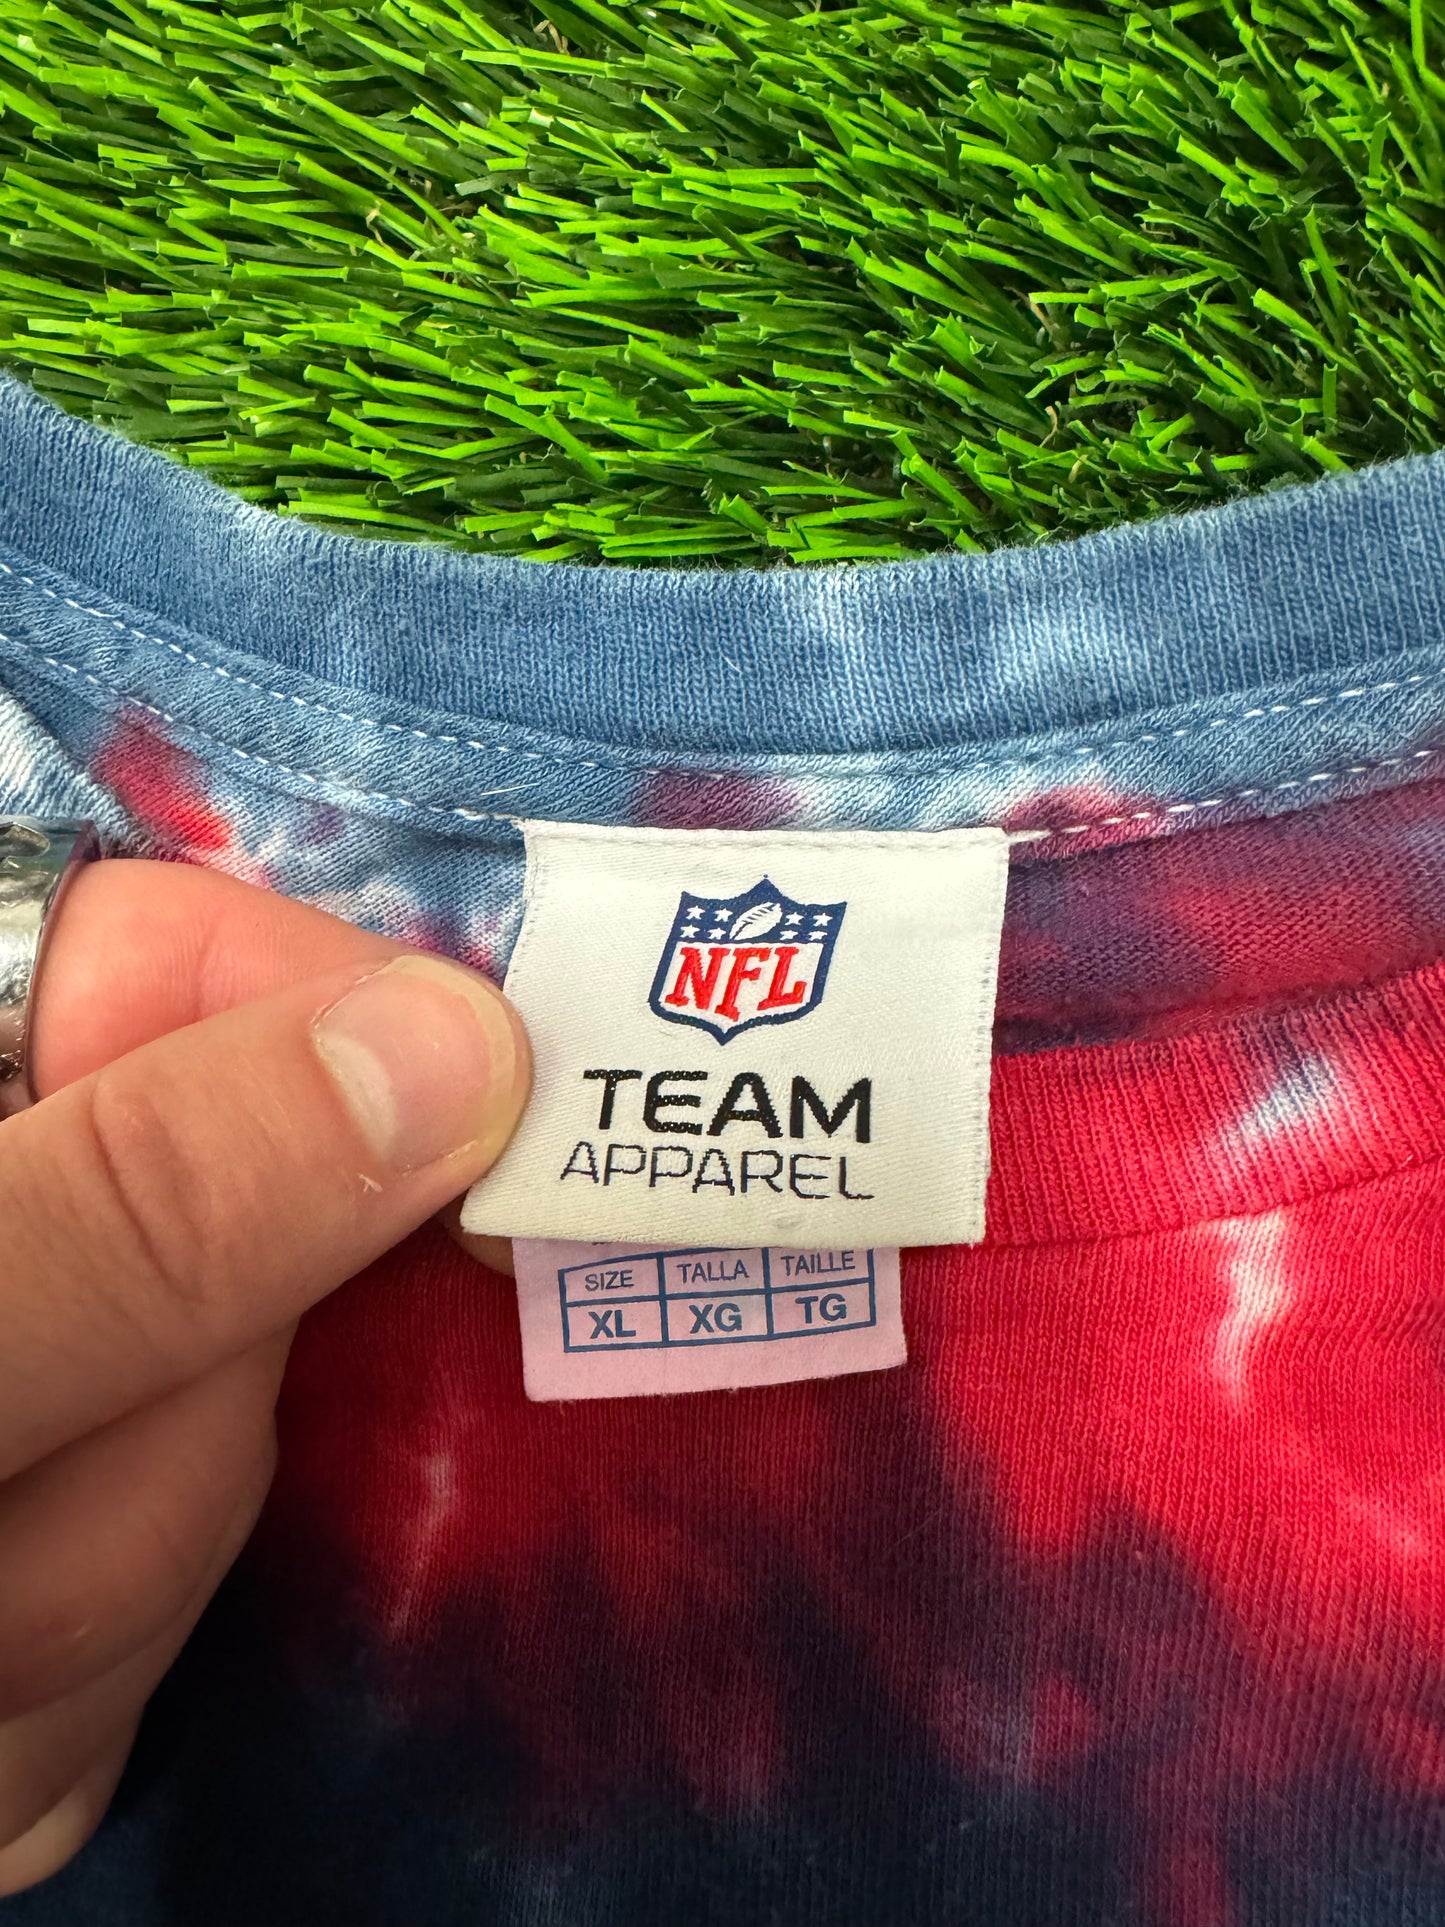 NFL
TEAM
APPAREL
SIZE TALLA TAILLE
XL XG TG